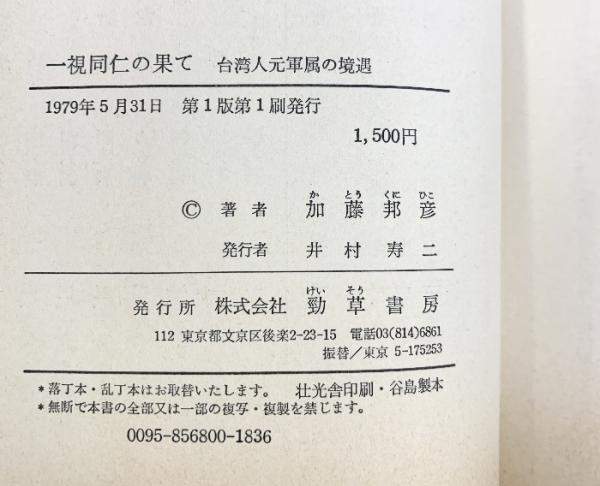 一視同仁の果て 台湾人元軍属の境遇
1979年5月31日 第1版第1刷発行
1,500円
か とう くに ひこ
© 著者 加藤邦彦
発行者 井村寿二
けい そう
発行所 株式会社 勁草書房
112 東京都文京区後楽2-23-15 電話03(814)6861
振替/東京 5-175253
*落丁本・乱丁本はお取替いたします。 壮光舎印刷・谷島製本
*無断で本書の全部又は一部の複写・複製を禁じます。
0095-856800-1836